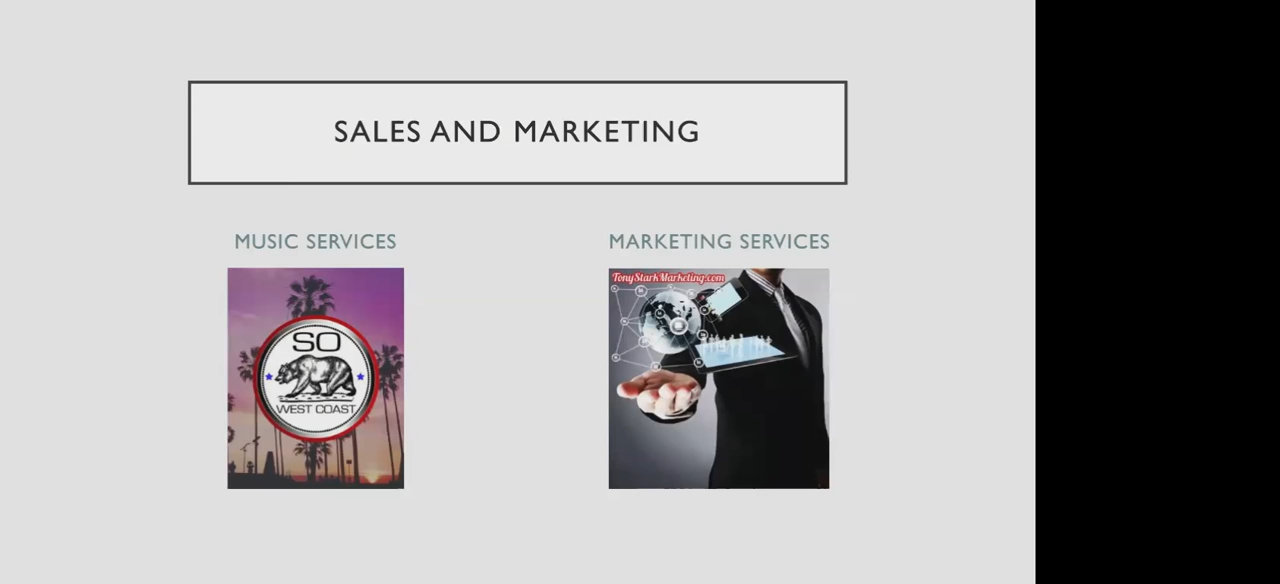 SALES AND MARKETING
MUSIC SERVICES
MARKETING SERVICES
SO
WEST COAST
TonyStarkMarketing.com